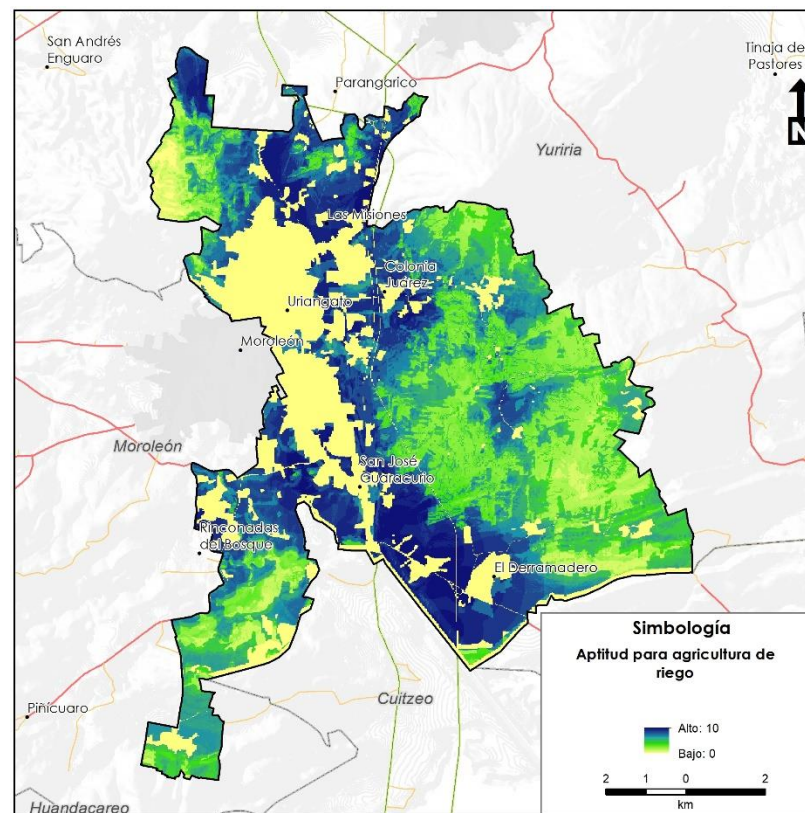 San Andrés
Enguaro
Tinaja de
Pastores
Parangarico
N
Yuriria
Las Misiones
Colonia
Juárez
Uriangato
Moroleón
Moroleón
San José
Guaracurio
Rinconadas
del Bosque
El Derramadero
Simbología
Aptitud para agricultura de
riego
Cuitzeo
Piñícuaro
Alto: 10
Bajo: 0
2 1 0 2
km
Huandacareo